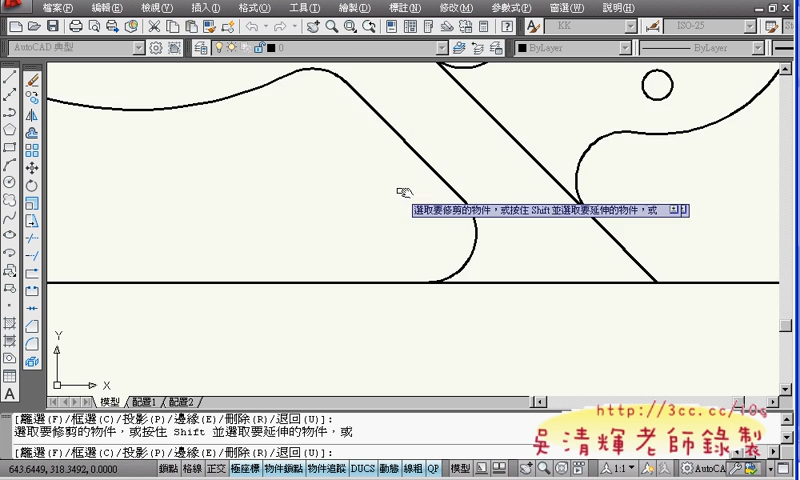 檔案(F) 編輯(E) 檢視(V) 插入(I) 格式(O) 工具(T) 繪製(D) 標註(N) 修改(M) 參數式(P) 視窗(W) 說明(H)
KK ISO-25 St
AutoCAD 典型 0 ByLayer ByLayer
選取要修剪的物件，或按住 Shift 並選取要延伸的物件，或
Y
X
模型 配置1 配置2
http://3cc.cc/10s
吳清輝老師錄製
[籬選(F)/框選(C)/投影(P)/邊緣(E)/刪除(R)/退回(U)]:
選取要修剪的物件，或按住 Shift 並選取要延伸的物件，或
[籬選(F)/框選(C)/投影(P)/邊緣(E)/刪除(R)/退回(U)]:
643.6449, 318.3492, 0.0000 鎖點 格線 正交 極座標 物件鎖點 物件追蹤 DUCS 動態 線粗 QP 模型 1:1 AutoCA